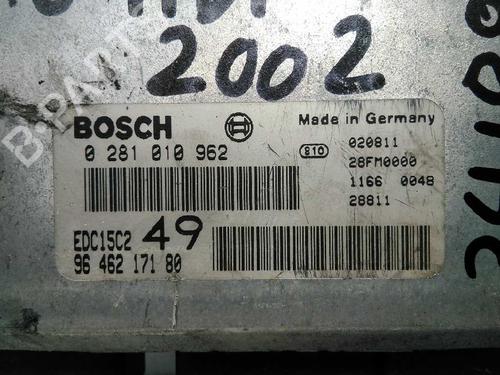 HDI
2002
B-PARTS
BOSCH
Made in Germany
0 281 010 962
810
020811
28FM0000
1166 0048
28811
EDC15C2 49
96 462 171 80